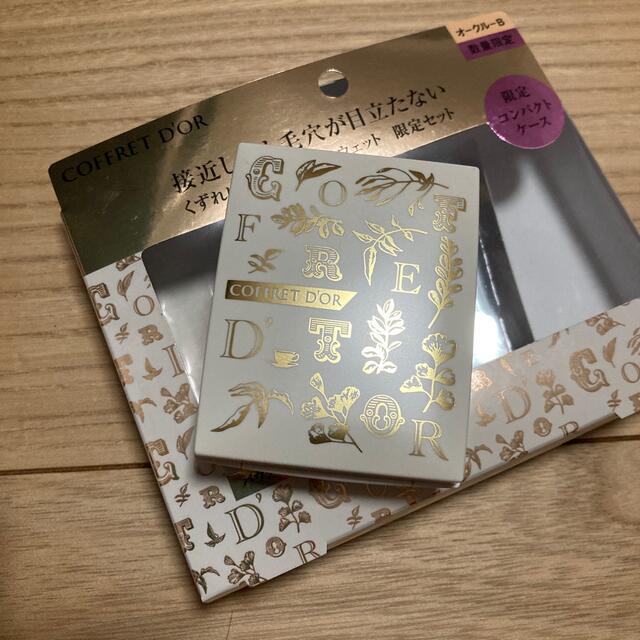 オークルーB
数量限定
限定
コンパクト
ケース
COFFRET D'OR
接近し 毛穴が目立たない
くずれ ウェット 限定セット
C O
F F
R E
COFFRET D'OR
D' T
O R